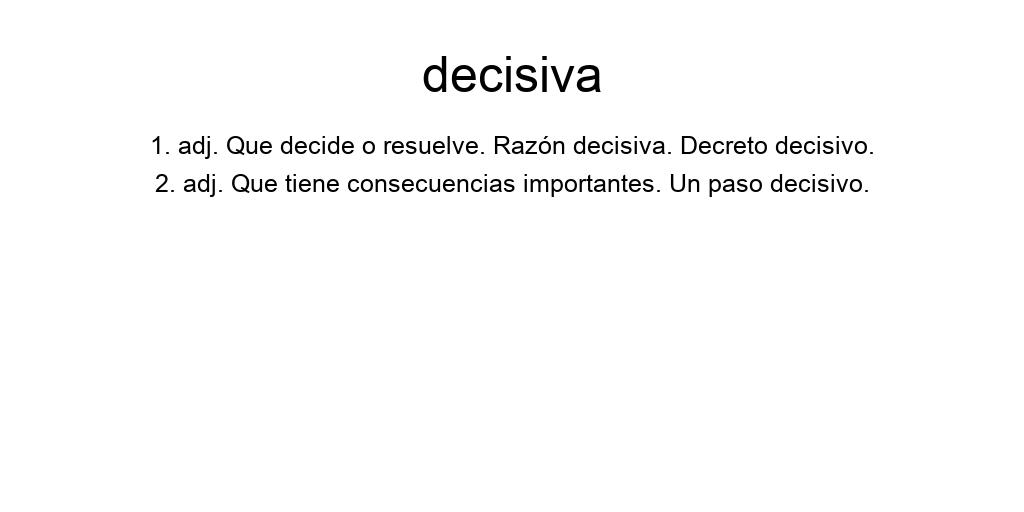 decisiva
1. adj. Que decide o resuelve. Razón decisiva. Decreto decisivo.
2. adj. Que tiene consecuencias importantes. Un paso decisivo.